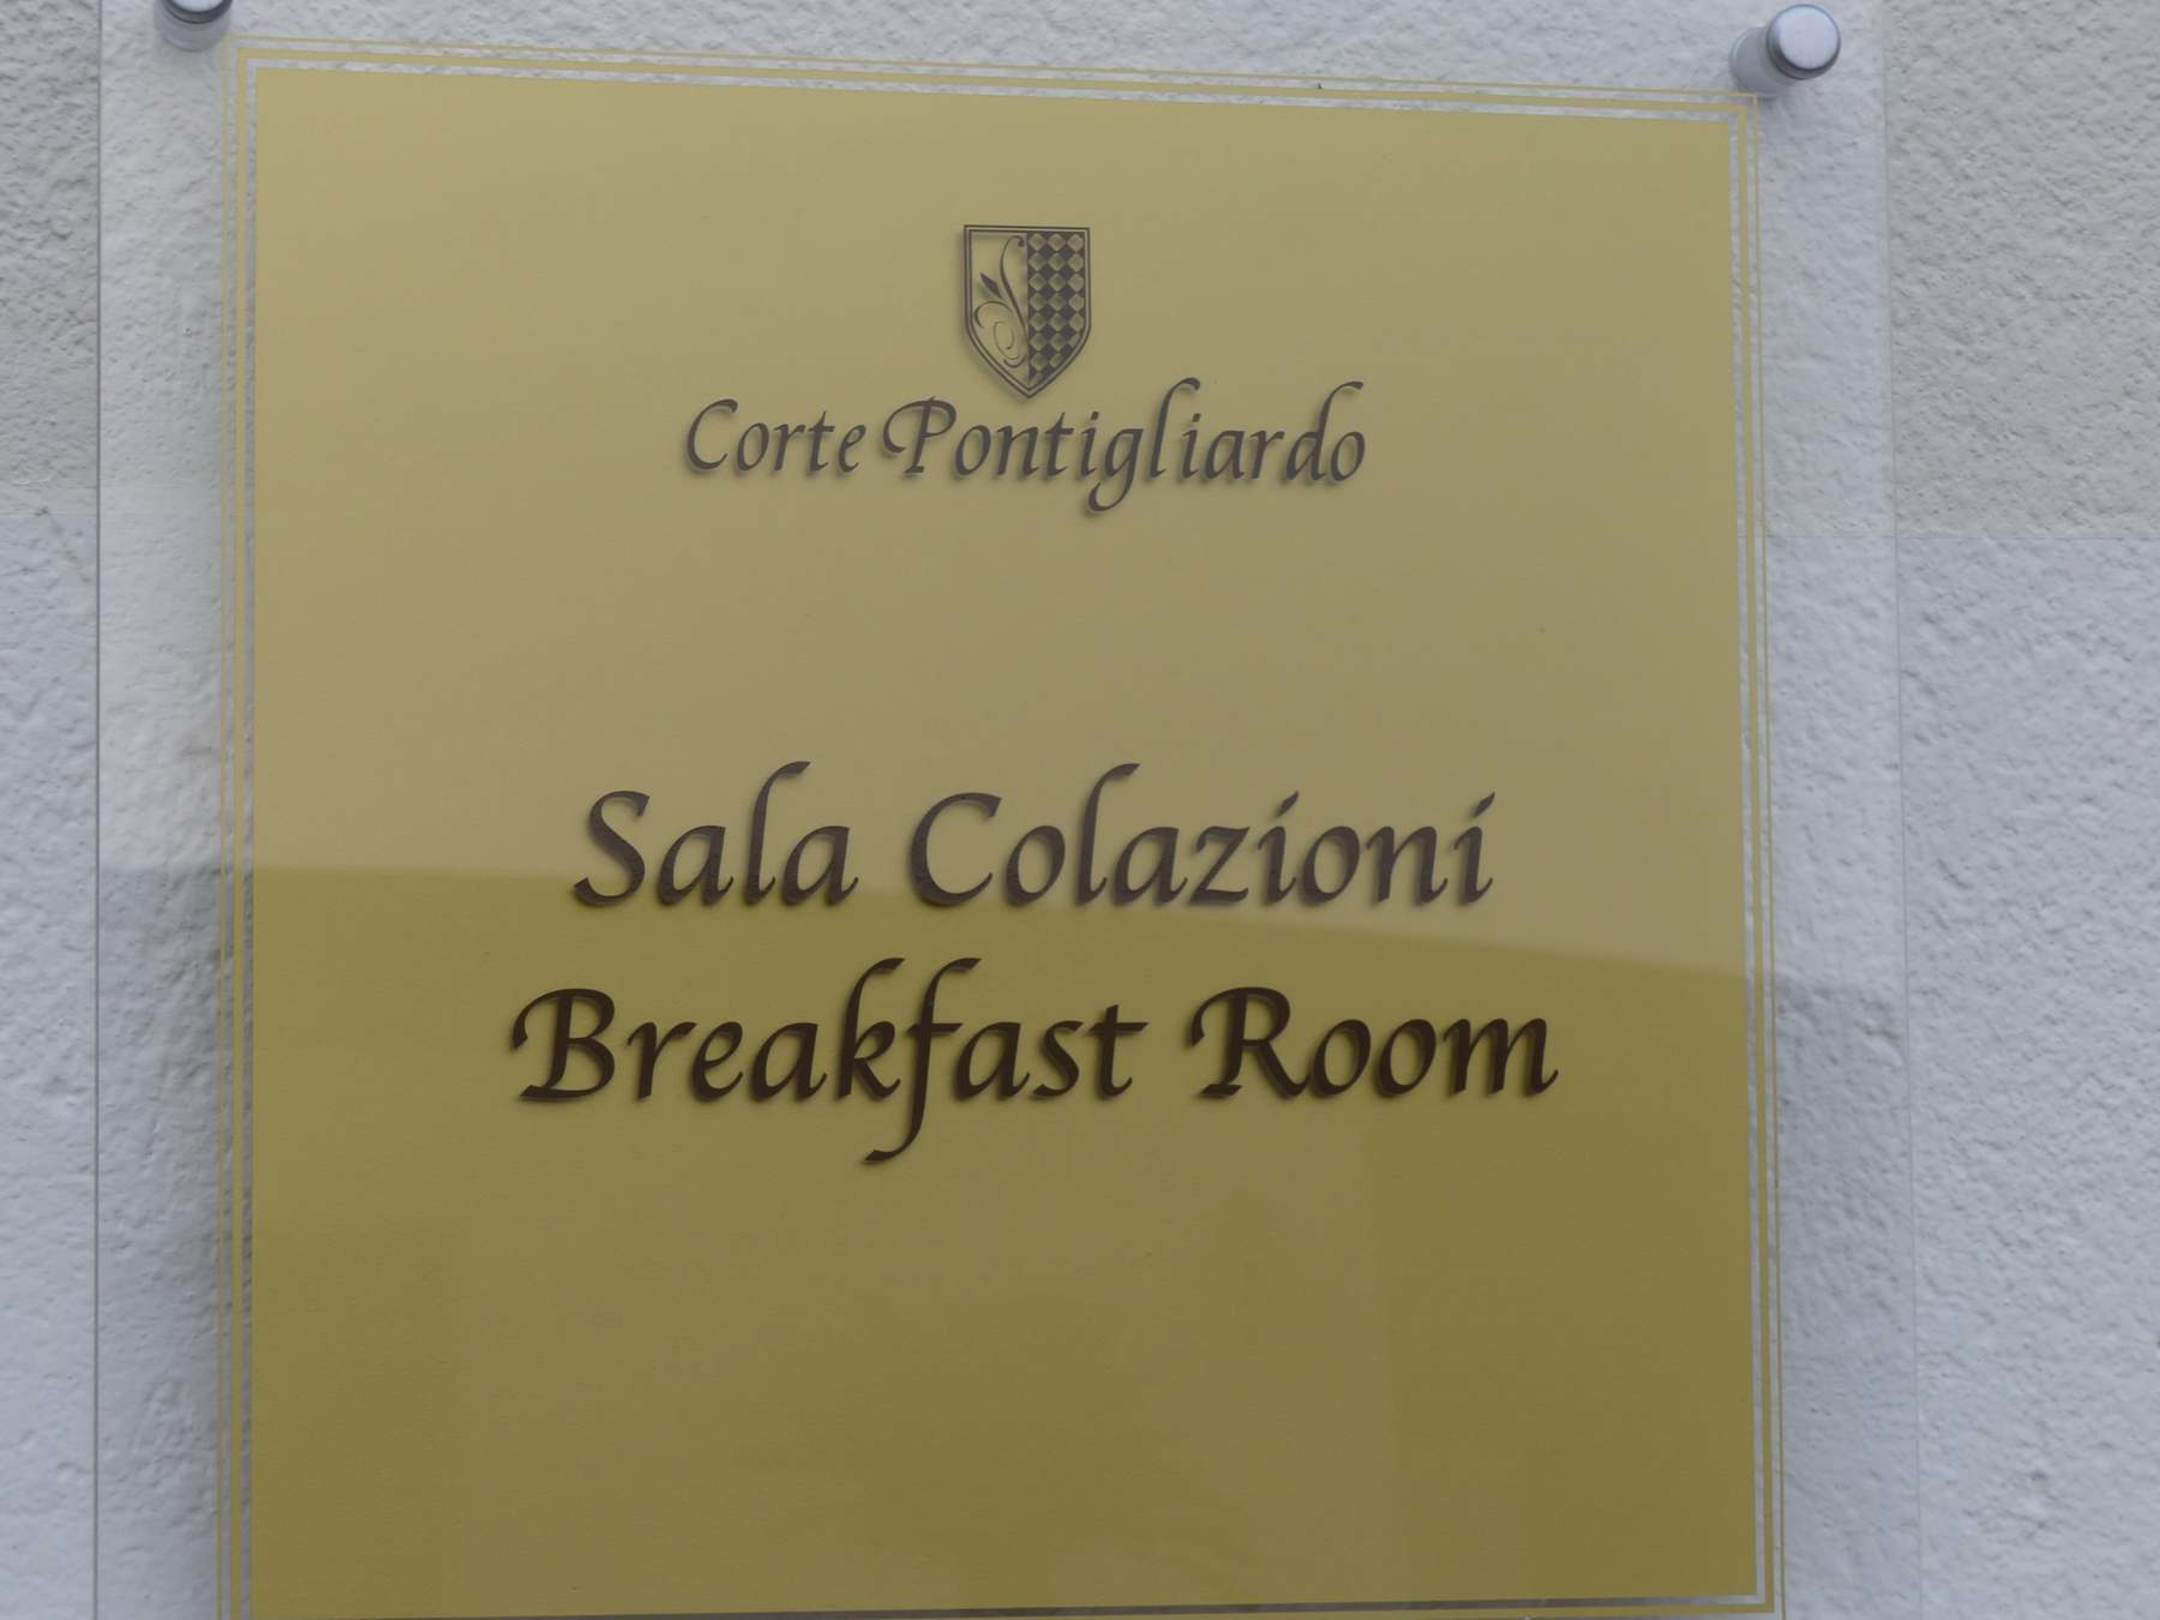 Corte Pontigliardo
Sala Colazioni
Breakfast Room